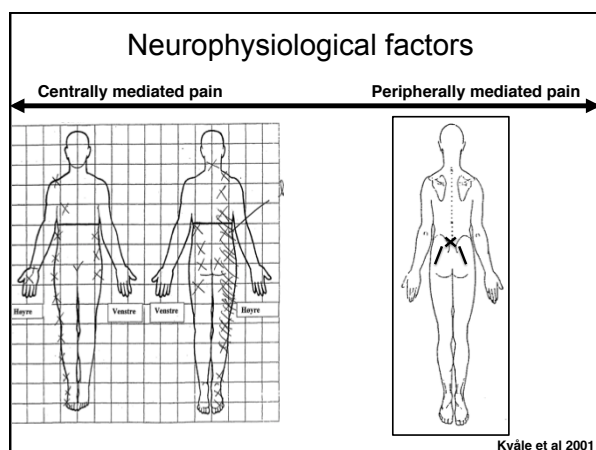 Neurophysiological factors
Centrally mediated pain
Peripherally mediated pain
Høyre
Venstre
Venstre
Høyre
Kvåle et al 2001